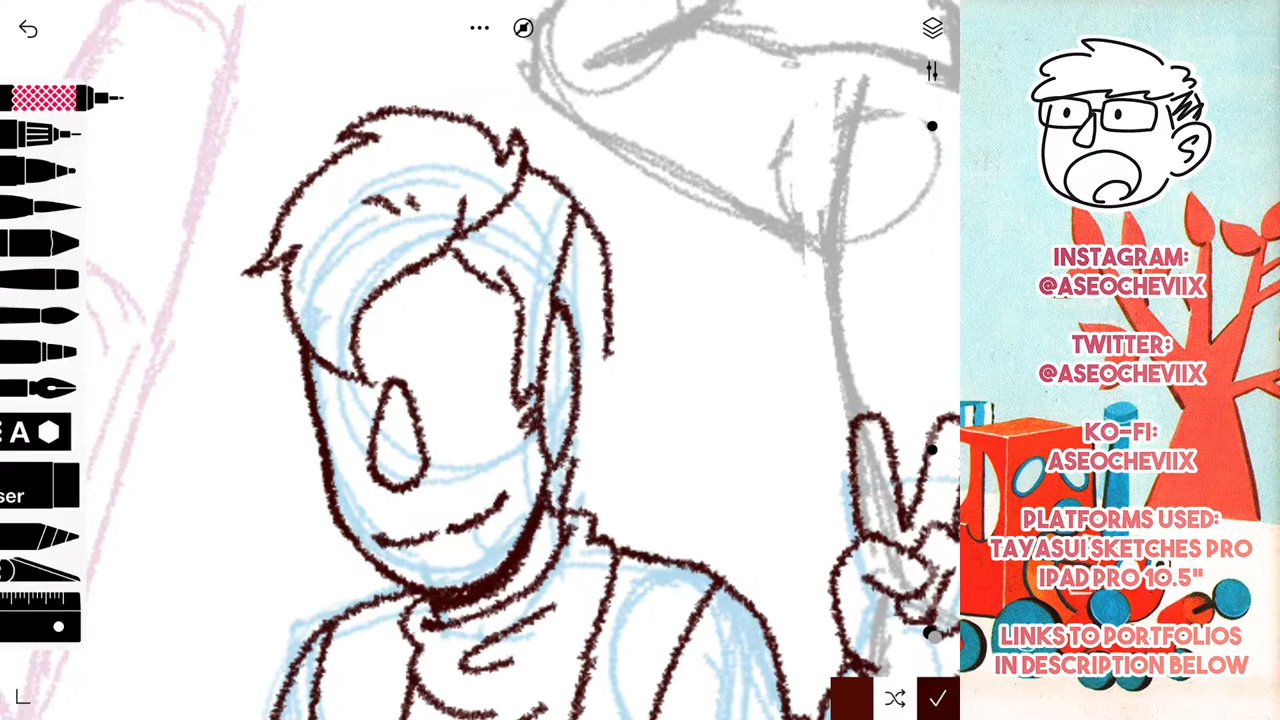 A
ser
INSTAGRAM:
@ASEOCHEVIIX
TWITTER:
@ASEOCHEVIIX
KO-FI:
ASEOCHEVIIX
PLATFORMS USED:
TAYASUI SKETCHES PRO
IPAD PRO 10.5"
LINKS TO PORTFOLIOS
IN DESCRIPTION BELOW